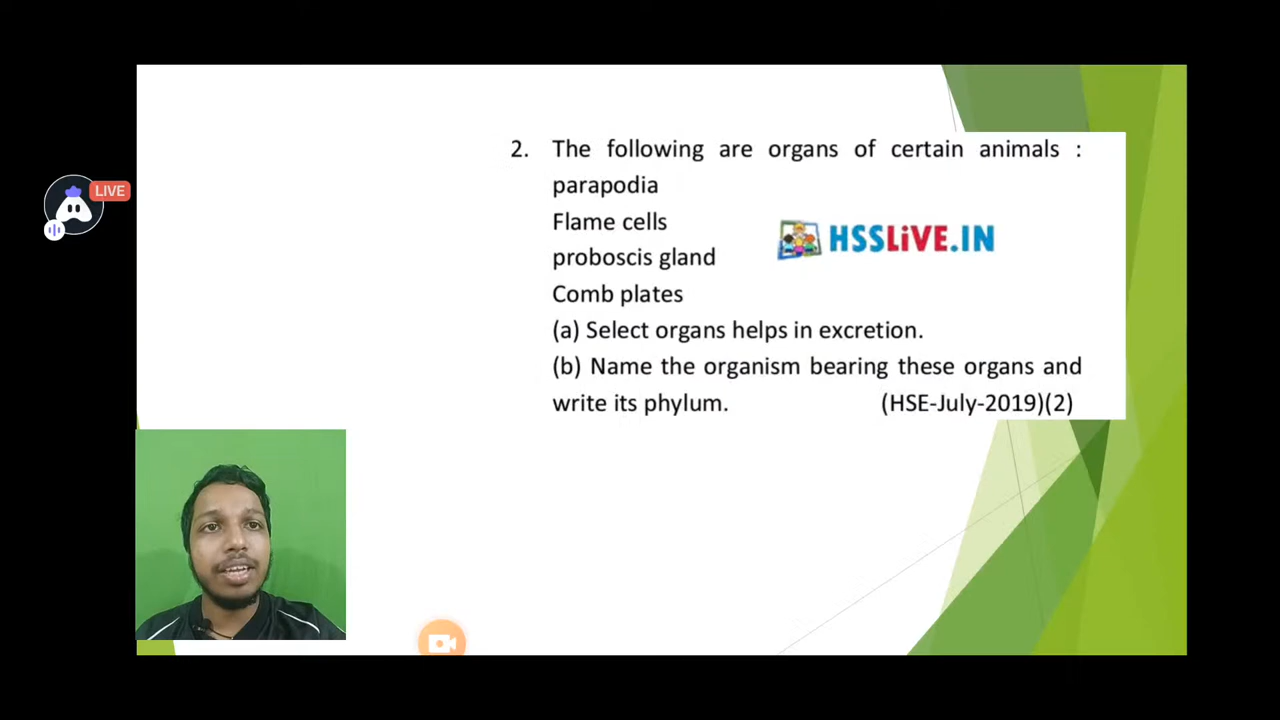 LIVE
2. The following are organs of certain animals :
parapodia
Flame cells
HSSLiVE.IN
proboscis gland
Comb plates
(a) Select organs helps in excretion.
(b) Name the organism bearing these organs and
write its phylum. (HSE-July-2019)(2)